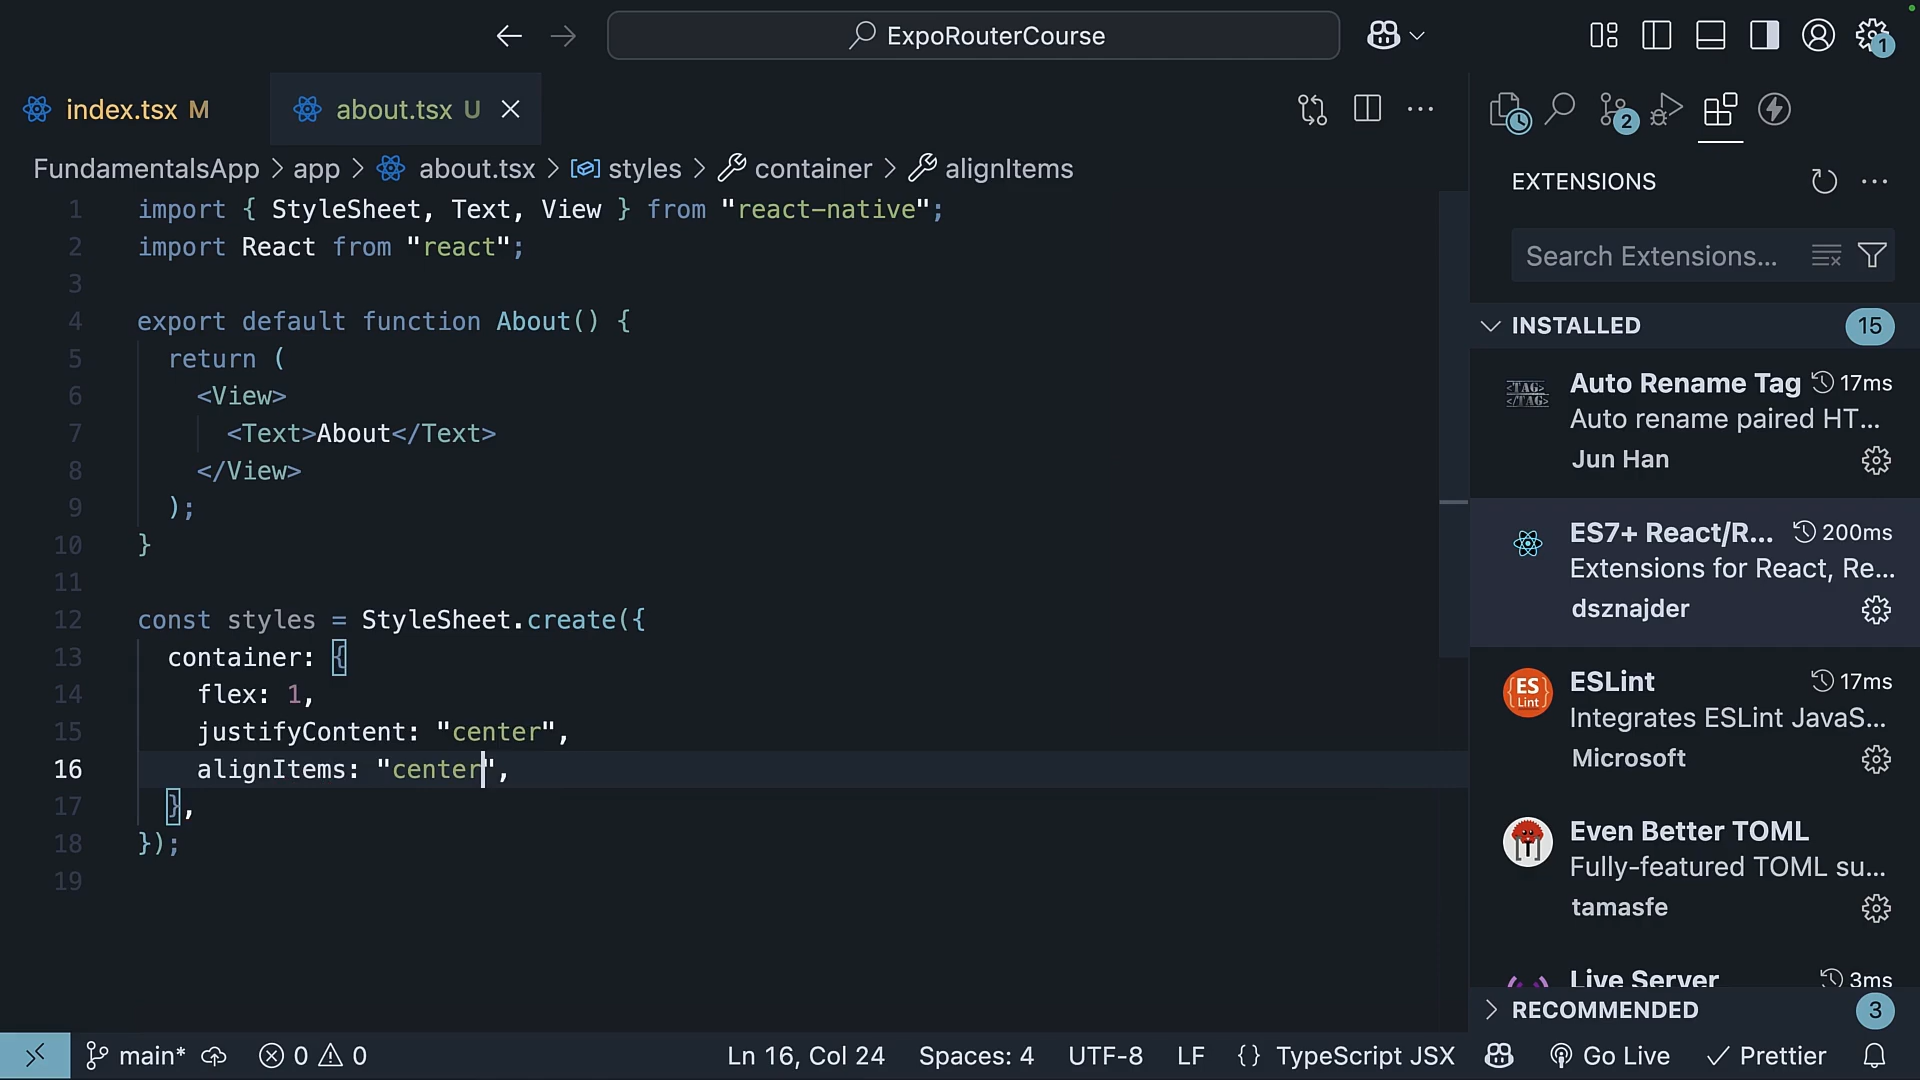 ExpoRouterCourse
1
index.tsx M
about.tsx U
2
FundamentalsApp > app > about.tsx > styles > container > alignItems
EXTENSIONS
Search Extensions...
INSTALLED
15
1 import { StyleSheet, Text, View } from "react-native";
2 import React from "react";
3
4 export default function About() {
5 return (
6 <View>
7 <Text>About</Text>
8 </View>
9 );
10 }
11
12 const styles = StyleSheet.create({
13 container: {
14 flex: 1,
15 justifyContent: "center",
16 alignItems: "center",
17 },
18 });
19
<TAG>
</TAG>
Auto Rename Tag 17ms
Auto rename paired HT...
Jun Han
ES7+ React/R... 200ms
Extensions for React, Re...
dsznajder
ES
Lint
ESLint 17ms
Integrates ESLint JavaS...
Microsoft
Even Better TOML
Fully-featured TOML su...
tamasfe
Live Server 3ms
RECOMMENDED
3
main* 0 0 Ln 16, Col 24 Spaces: 4 UTF-8 LF {} TypeScript JSX Go Live Prettier